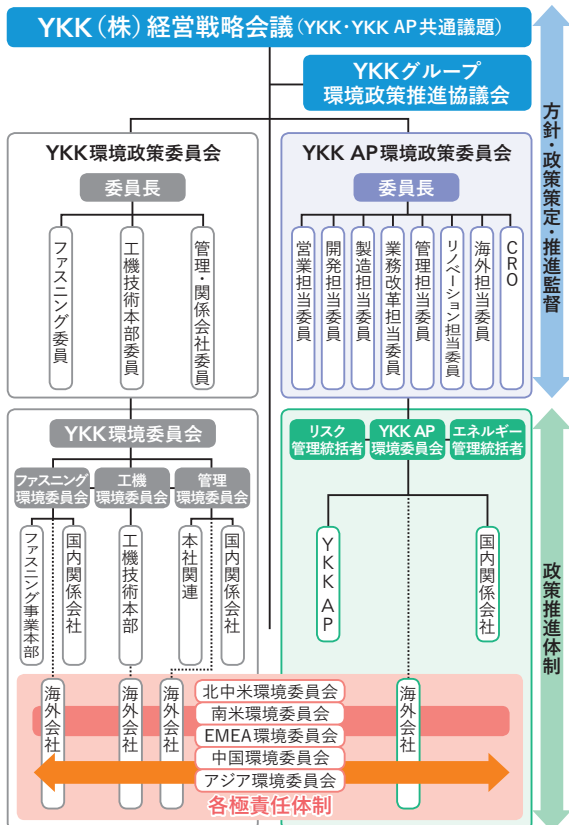 YKK(株)経営戦略会議(YKK・YKK AP共通議題)
YKKグループ
環境政策推進協議会
方針・政策策定・推進監督
YKK環境政策委員会
委員長
ファスニング委員
工機技術本部委員
管理・関係会社委員
YKK AP環境政策委員会
委員長
営業担当委員
開発担当委員
製造担当委員
業務改革担当委員
管理担当委員
リノベーション担当委員
海外担当委員
CRO
政策推進体制
YKK環境委員会
ファスニング
環境委員会
工機
環境委員会
管理
環境委員会
ファスニング事業本部
国内関係会社
工機技術本部
本社関連
国内関係会社
リスク
管理統括者
YKK AP
環境委員会
エネルギー
管理統括者
YKK AP
国内関係会社
海外会社
海外会社
海外会社
北中米環境委員会
南米環境委員会
EMEA環境委員会
中国環境委員会
アジア環境委員会
各極責任体制
海外会社